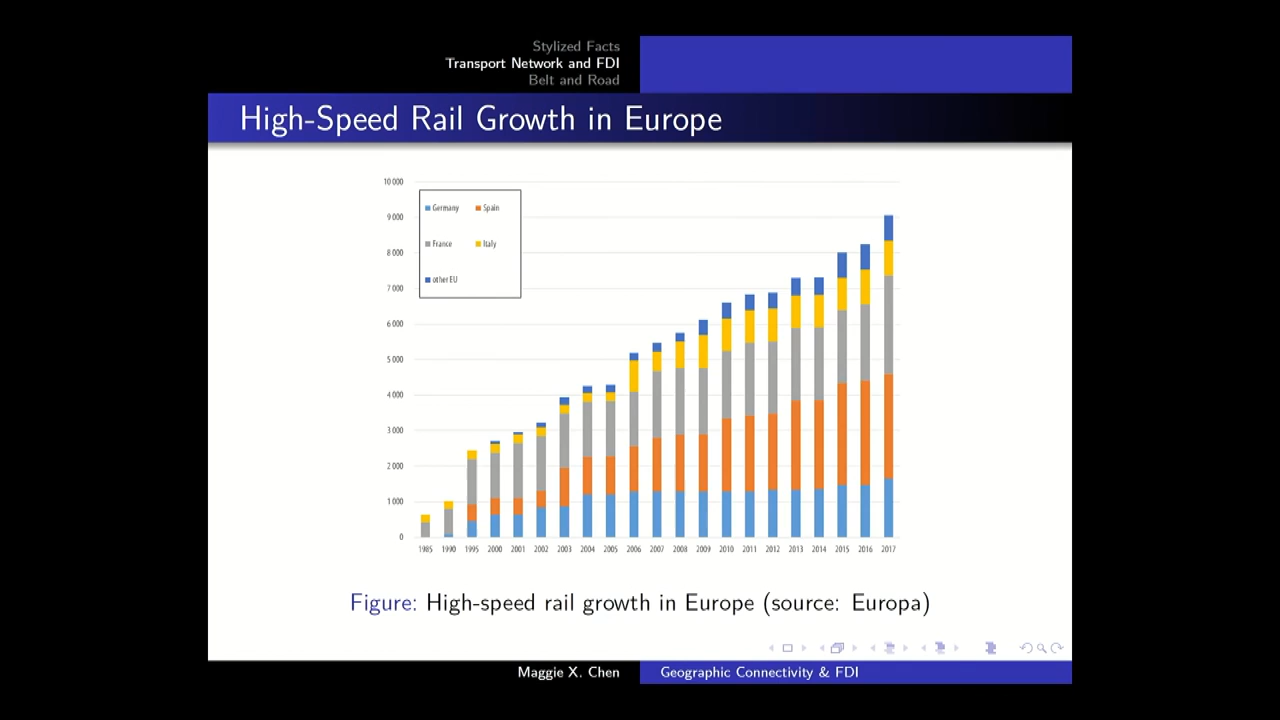 Stylized Facts
Transport Network and FDI
Belt and Road
High-Speed Rail Growth in Europe
10 000
9 000
8 000
7 000
6 000
5 000
4 000
3 000
2 000
1 000
0
Germany Spain
France Italy
other EU
1985 1990 1995 2000 2001 2002 2003 2004 2005 2006 2007 2008 2009 2010 2011 2012 2013 2014 2015 2016 2017
Figure: High-speed rail growth in Europe (source: Europa)
Maggie X. Chen Geographic Connectivity & FDI